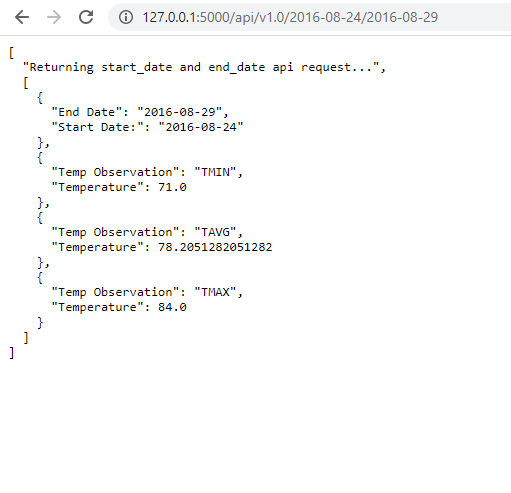 127.0.0.1:5000/api/v1.0/2016-08-24/2016-08-29
[
  "Returning start_date and end_date api request...",
  [
    {
      "End Date": "2016-08-29",
      "Start Date:": "2016-08-24"
    },
    {
      "Temp Observation": "TMIN",
      "Temperature": 71.0
    },
    {
      "Temp Observation": "TAVG",
      "Temperature": 78.2051282051282
    },
    {
      "Temp Observation": "TMAX",
      "Temperature": 84.0
    }
  ]
]